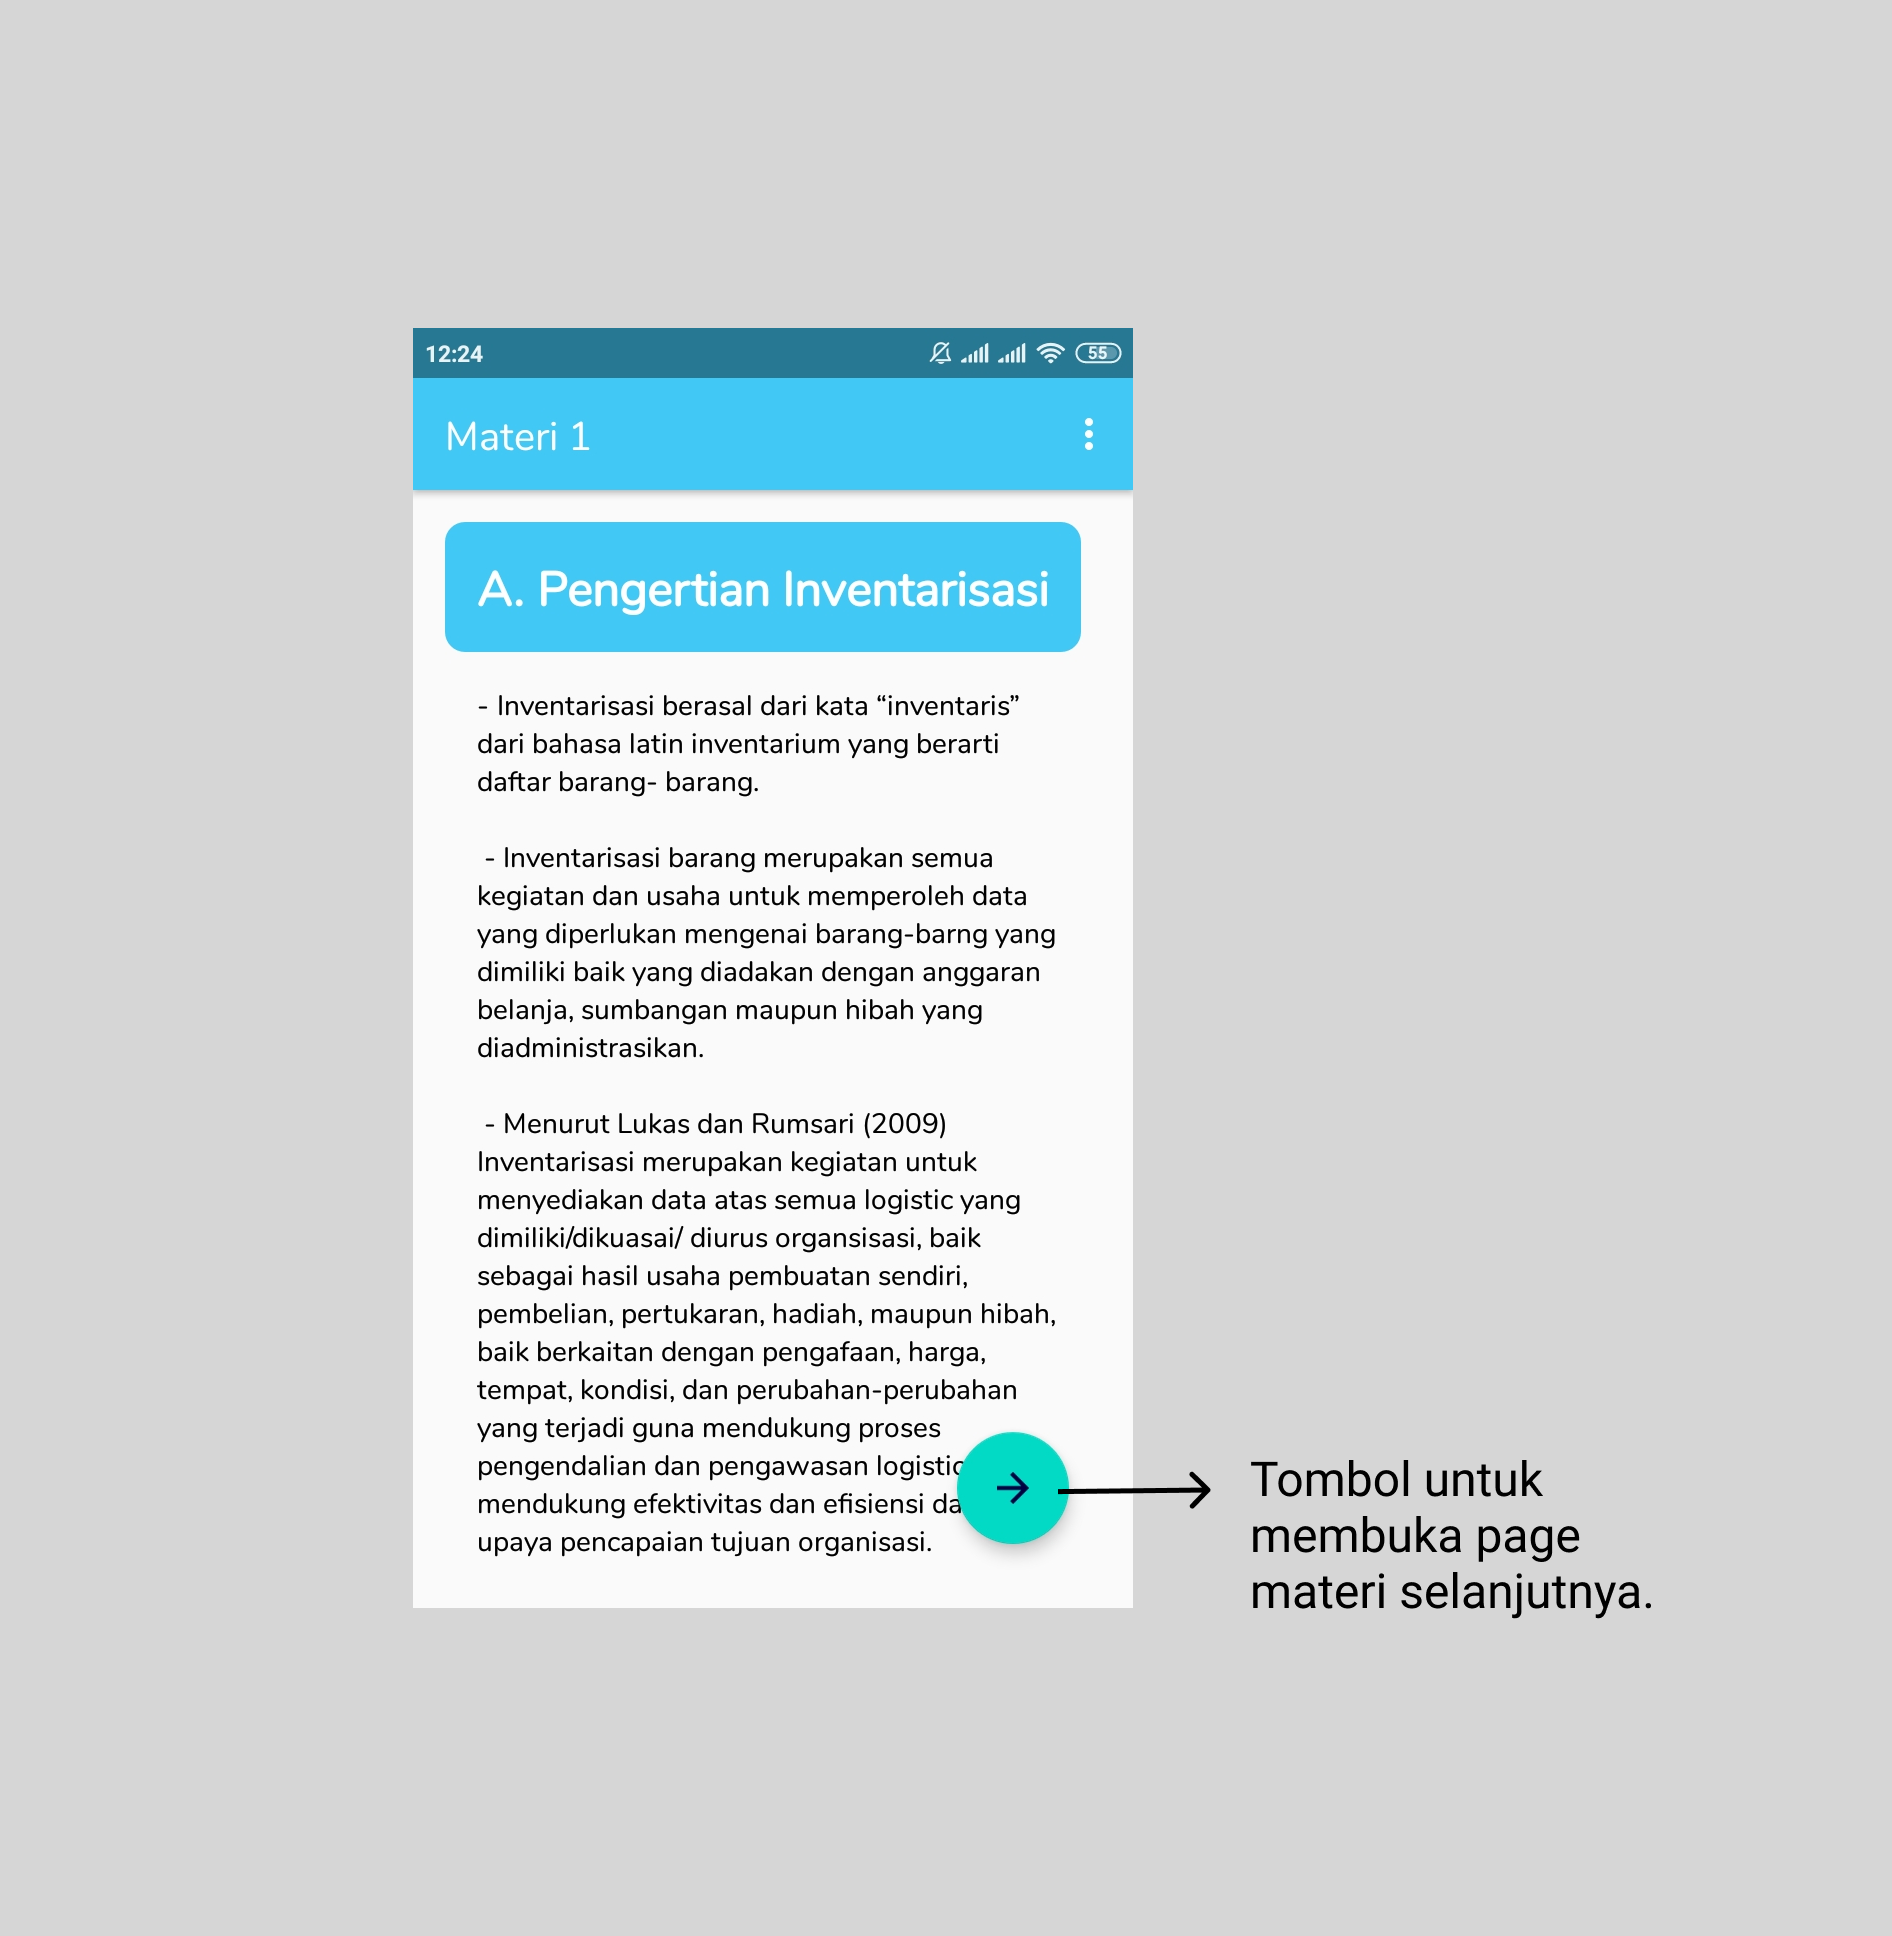 12:24
55
Materi 1
A. Pengertian Inventarisasi
- Inventarisasi berasal dari kata “inventaris”
dari bahasa latin inventarium yang berarti
daftar barang- barang.
- Inventarisasi barang merupakan semua
kegiatan dan usaha untuk memperoleh data
yang diperlukan mengenai barang-barng yang
dimiliki baik yang diadakan dengan anggaran
belanja, sumbangan maupun hibah yang
diadministrasikan.
- Menurut Lukas dan Rumsari (2009)
Inventarisasi merupakan kegiatan untuk
menyediakan data atas semua logistic yang
dimiliki/dikuasai/ diurus organsisasi, baik
sebagai hasil usaha pembuatan sendiri,
pembelian, pertukaran, hadiah, maupun hibah,
baik berkaitan dengan pengafaan, harga,
tempat, kondisi, dan perubahan-perubahan
yang terjadi guna mendukung proses
pengendalian dan pengawasan logistic
mendukung efektivitas dan efisiensi da
upaya pencapaian tujuan organisasi.
Tombol untuk
membuka page
materi selanjutnya.